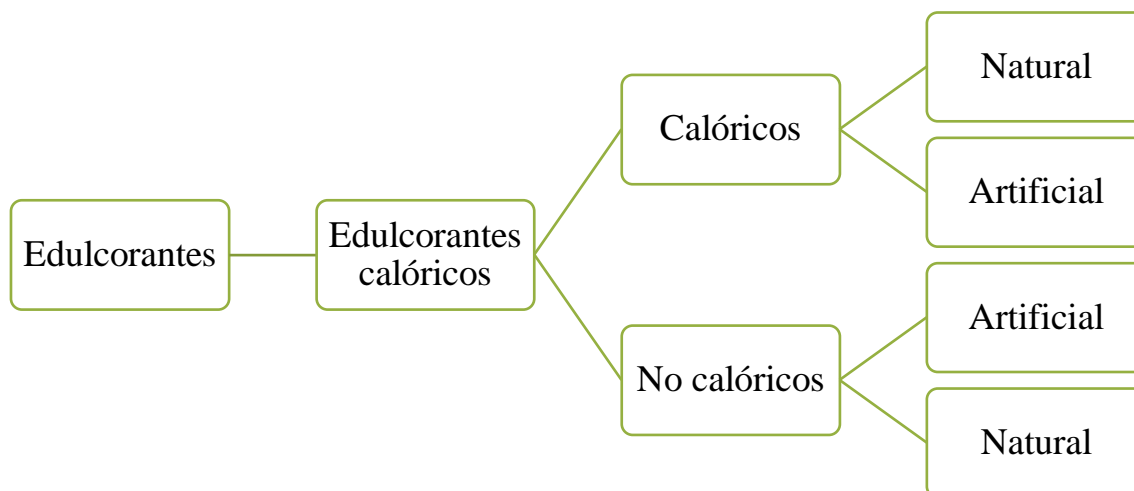 Edulcorantes
Edulcorantes
calóricos
Calóricos
Natural
Artificial
No calóricos
Artificial
Natural